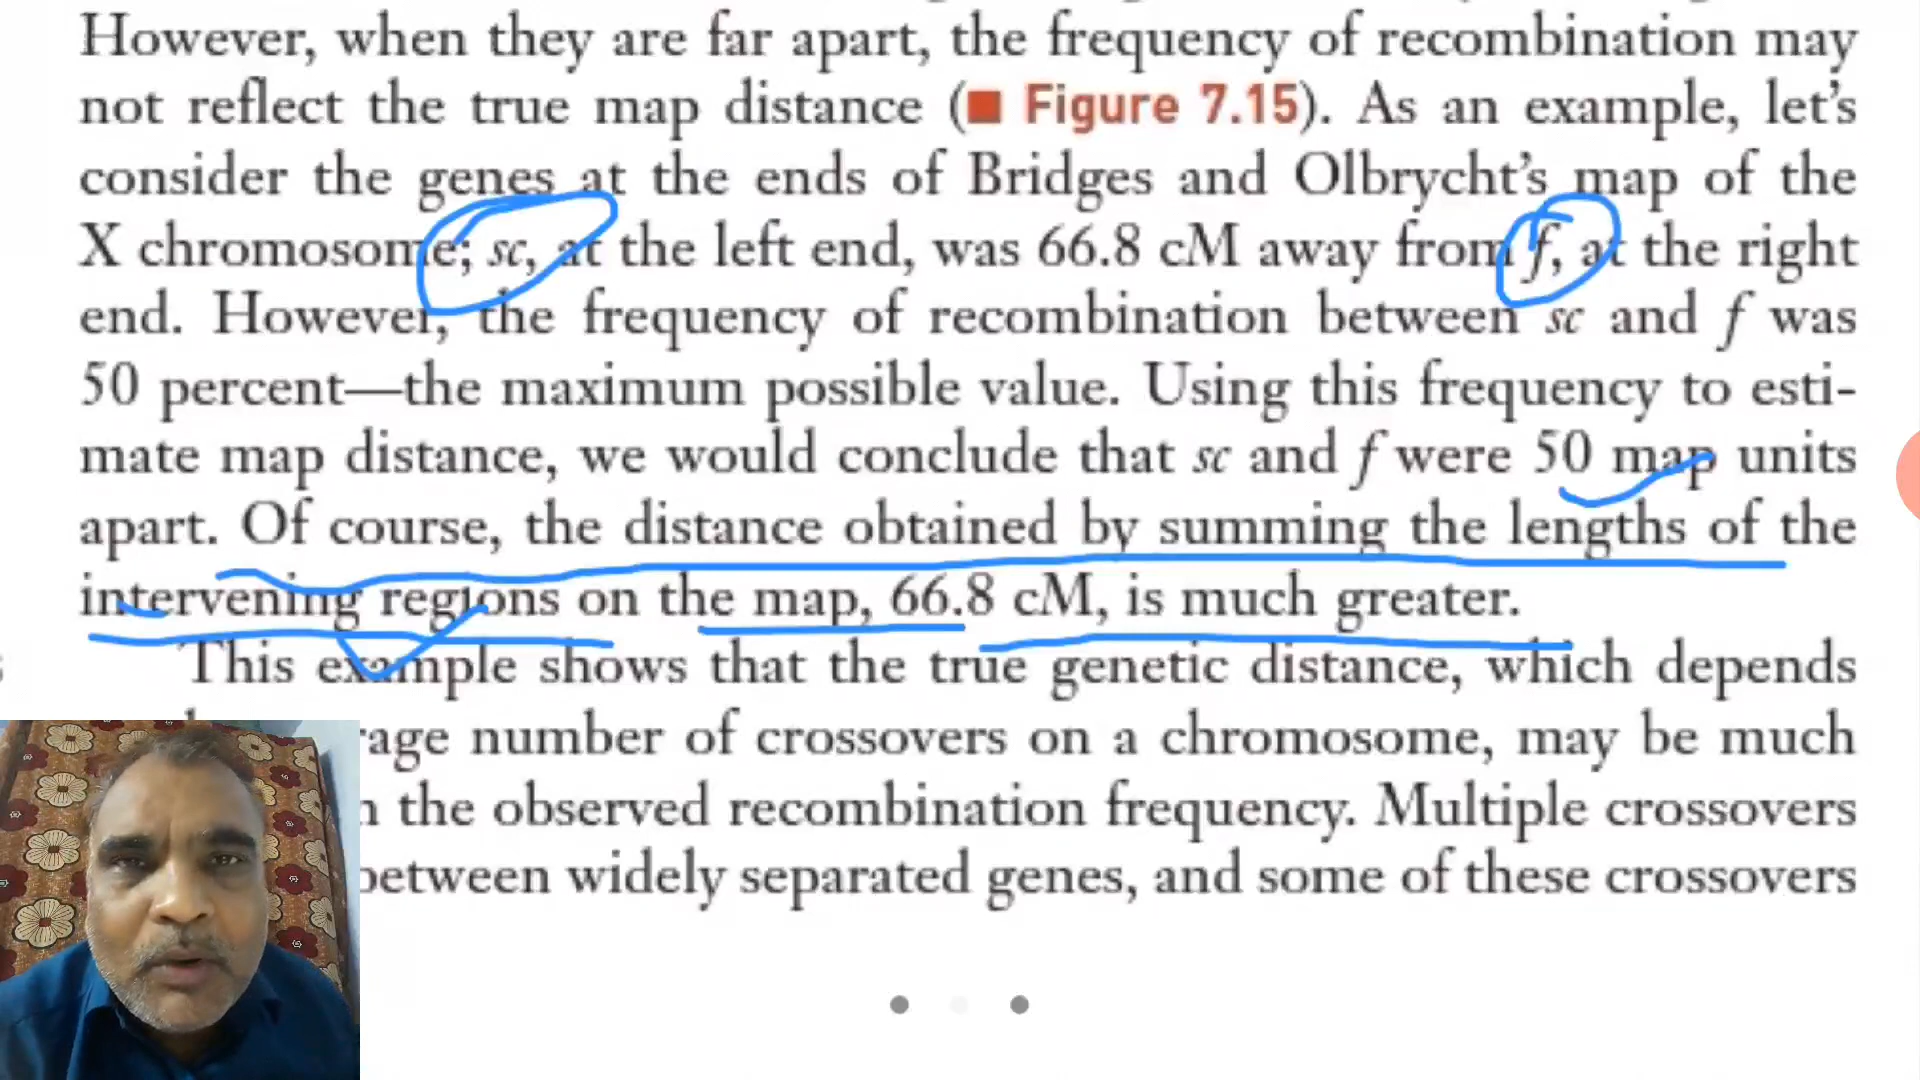 However, when they are far apart, the frequency of recombination may
not reflect the true map distance (■ Figure 7.15). As an example, let's
consider the genes at the ends of Bridges and Olbrycht's map of the
X chromosome; sc, at the left end, was 66.8 cM away from f, at the right
end. However, the frequency of recombination between sc and f was
50 percent—the maximum possible value. Using this frequency to esti-
mate map distance, we would conclude that sc and f were 50 map units
apart. Of course, the distance obtained by summing the lengths of the
intervening regions on the map, 66.8 cM, is much greater.
This example shows that the true genetic distance, which depends
rage number of crossovers on a chromosome, may be much
n the observed recombination frequency. Multiple crossovers
between widely separated genes, and some of these crossovers